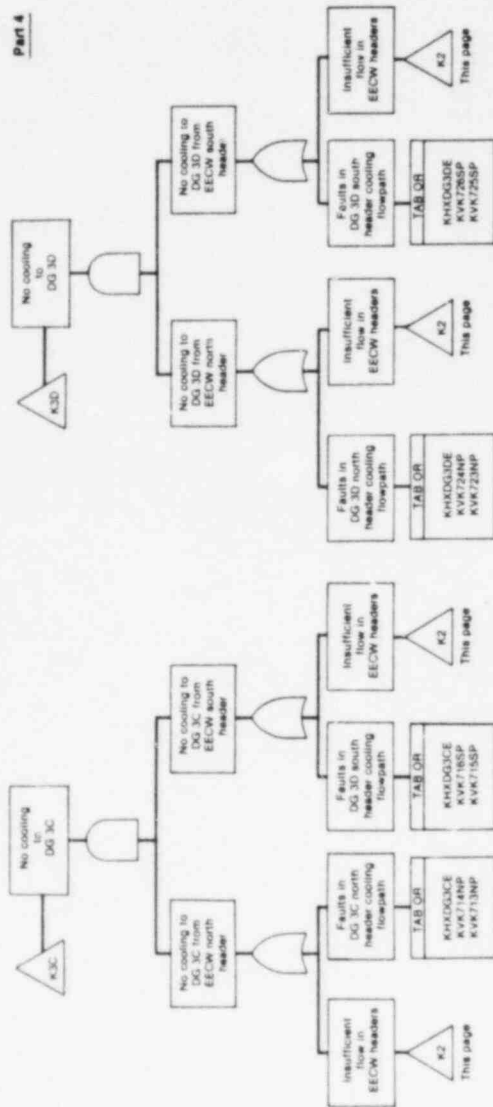 Part 4
No cooling
to
DG 3C
K3C
No cooling to
DG 3C from
EECW north
header
No cooling to
DG 3C from
EECW south
header
Insufficient
flow in
EECW headers
K2
This page
Faults in
DG 3C north
header cooling
flowpath
TAB OR
KHXDG3CE
KVK714NP
KVK713NP
Faults in
DG 3D south
header cooling
flowpath
TAB OR
KHXDG3CE
KVK716SP
KVK715SP
Insufficient
flow in
EECW headers
K2
This page
No cooling
to
DG 3D
K3D
No cooling to
DG 3D from
EECW north
header
No cooling to
DG 3D from
EECW south
header
Faults in
DG 3D north
header cooling
flowpath
TAB OR
KHXDG3DE
KVK724NP
KVK723NP
Insufficient
flow in
EECW headers
K2
This page
Faults in
DG 3D south
header cooling
flowpath
TAB OR
KHXDG3DE
KVK726SP
KVK725SP
Insufficient
flow in
EECW headers
K2
This page